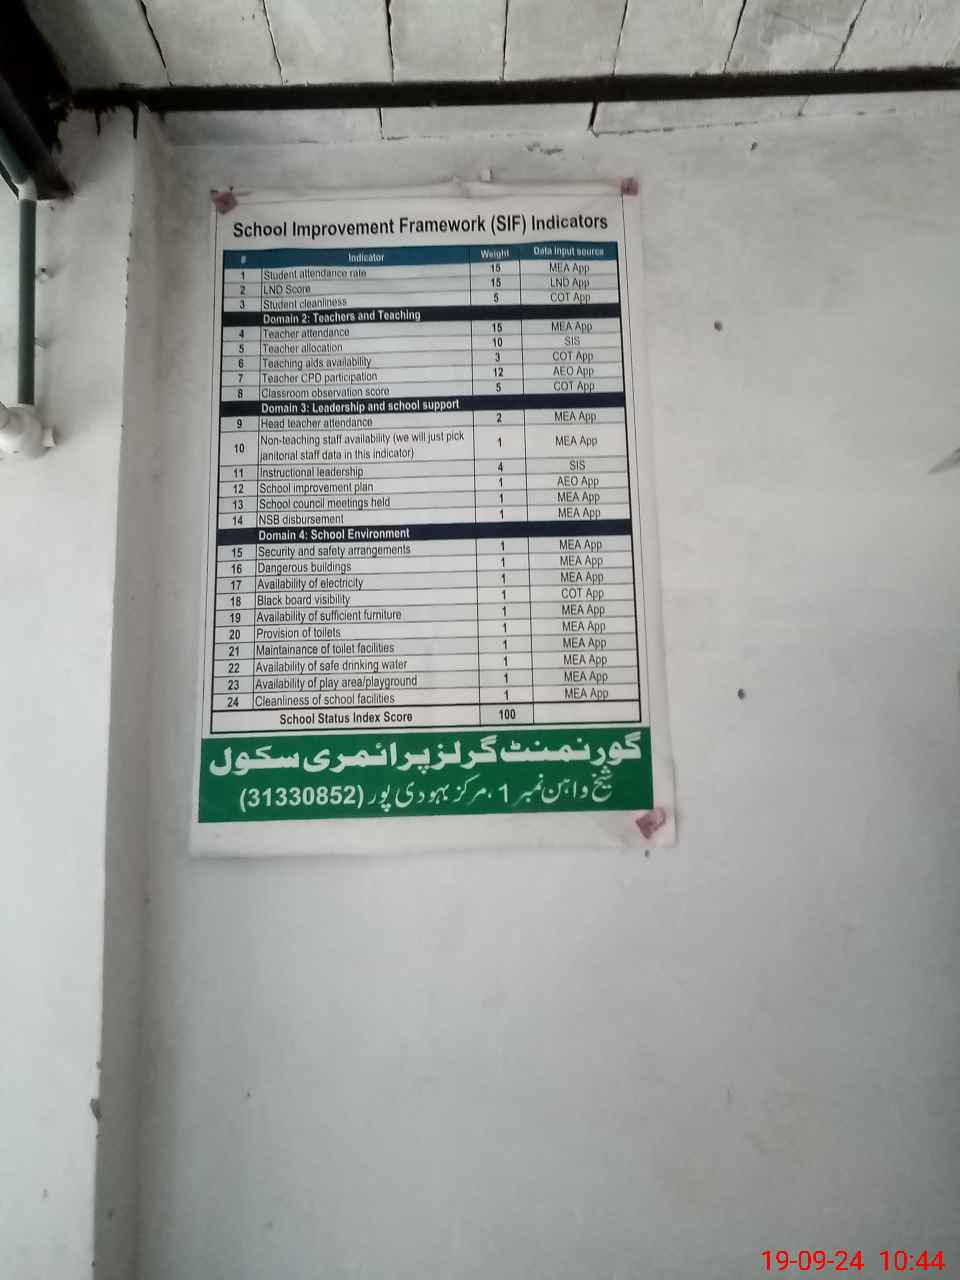 School Improvement Framework (SIF) Indicators
# Indicator Weight Data input source
1 Student attendance rate 15 MEA App
2 LND Score 15 LND App
3 Student cleanliness 5 COT App
Domain 2: Teachers and Teaching
4 Teacher attendance 15 MEA App
5 Teacher allocation 10 SIS
6 Teaching aids availability 3 COT App
7 Teacher CPD participation 12 AEO App
8 Classroom observation score 5 COT App
Domain 3: Leadership and school support
9 Head teacher attendance 2 MEA App
10 Non-teaching staff availability (we will just pick janitorial staff data in this indicator) 1 MEA App
11 Instructional leadership 4 SIS
12 School improvement plan 1 AEO App
13 School council meetings held 1 MEA App
14 NSB disbursement 1 MEA App
Domain 4: School Environment
15 Security and safety arrangements 1 MEA App
16 Dangerous buildings 1 MEA App
17 Availability of electricity 1 MEA App
18 Black board visibility 1 COT App
19 Availability of sufficient furniture 1 MEA App
20 Provision of toilets 1 MEA App
21 Maintainance of toilet facilities 1 MEA App
22 Availability of safe drinking water 1 MEA App
23 Availability of play area/playground 1 MEA App
24 Cleanliness of school facilities 1 MEA App
School Status Index Score 100
گورنمنٹ گرلز پرائمری سکول
شیخ واہن نمبر 1 ، مرکز بہودی پور (31330852)
19-09-24 10:44